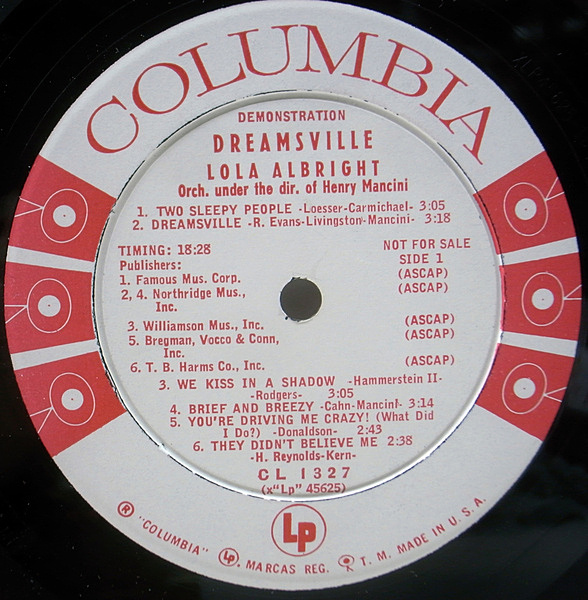 COLUMBIA
DEMONSTRATION
DREAMSVILLE
LOLA ALBRIGHT
Orch. under the dir. of Henry Mancini
1. TWO SLEEPY PEOPLE -Loesser-Carmichael- 3:05
2. DREAMSVILLE -R. Evans-Livingston-Mancini- 3:18
TIMING: 18:28
NOT FOR SALE
Publishers:
SIDE 1
1. Famous Mus. Corp. (ASCAP)
2, 4. Northridge Mus., (ASCAP)
Inc.
3. Williamson Mus., Inc. (ASCAP)
5. Bregman, Vocco & Conn, (ASCAP)
Inc.
6. T. B. Harms Co., Inc. (ASCAP)
3. WE KISS IN A SHADOW -Hammerstein II-
-Rodgers- 3:05
4. BRIEF AND BREEZY -Cahn-Mancini- 3:14
5. YOU'RE DRIVING ME CRAZY! (What Did
I Do?) -Donaldson- 2:43
6. THEY DIDN'T BELIEVE ME 2:38
-H. Reynolds-Kern-
CL 1327
(x"Lp" 45625)
Lp
® "COLUMBIA" Lp. MARCAS REG. T. M. MADE IN U. S. A.